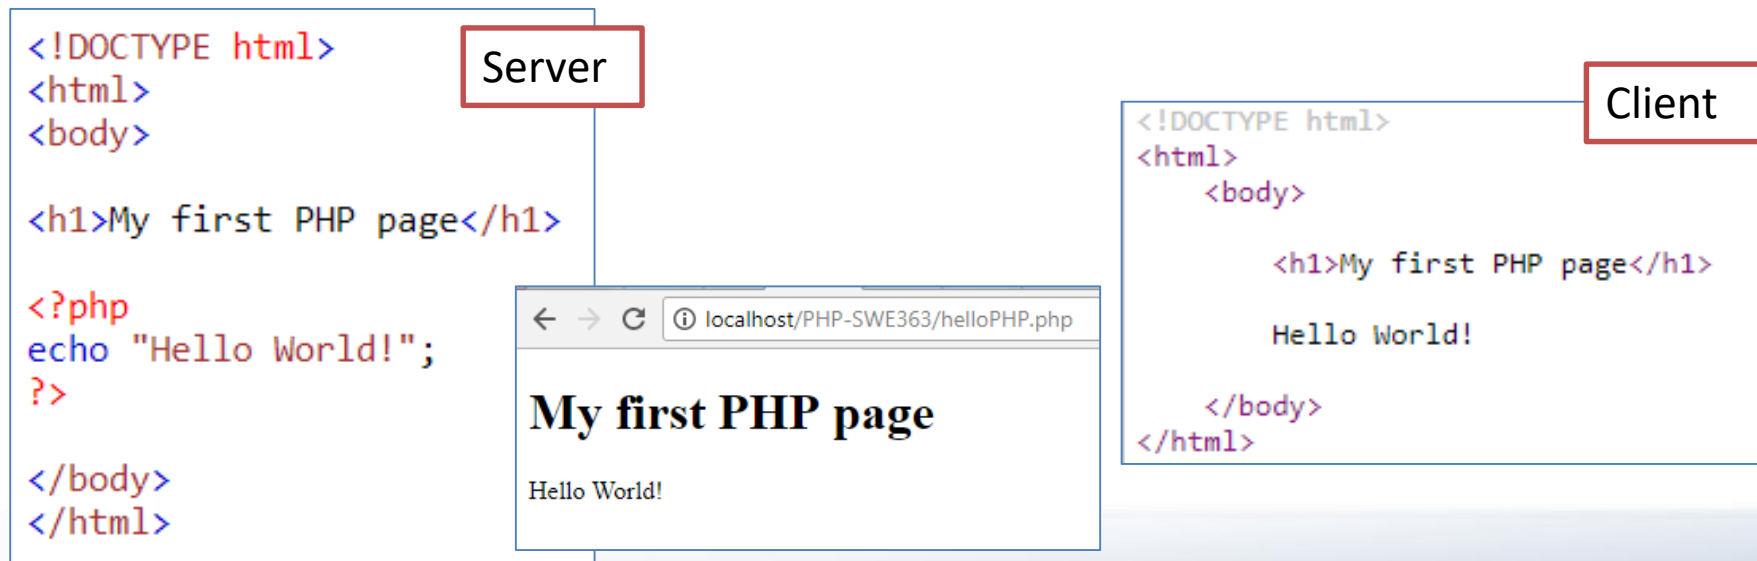 <!DOCTYPE html>
<html>
<body>
<h1>My first PHP page</h1>
<?php
echo "Hello World!";
?>
</body>
</html>
Server
localhost/PHP-SWE363/helloPHP.php
My first PHP page
Hello World!
Client
<!DOCTYPE html>
<html>
<body>
<h1>My first PHP page</h1>
Hello World!
</body>
</html>